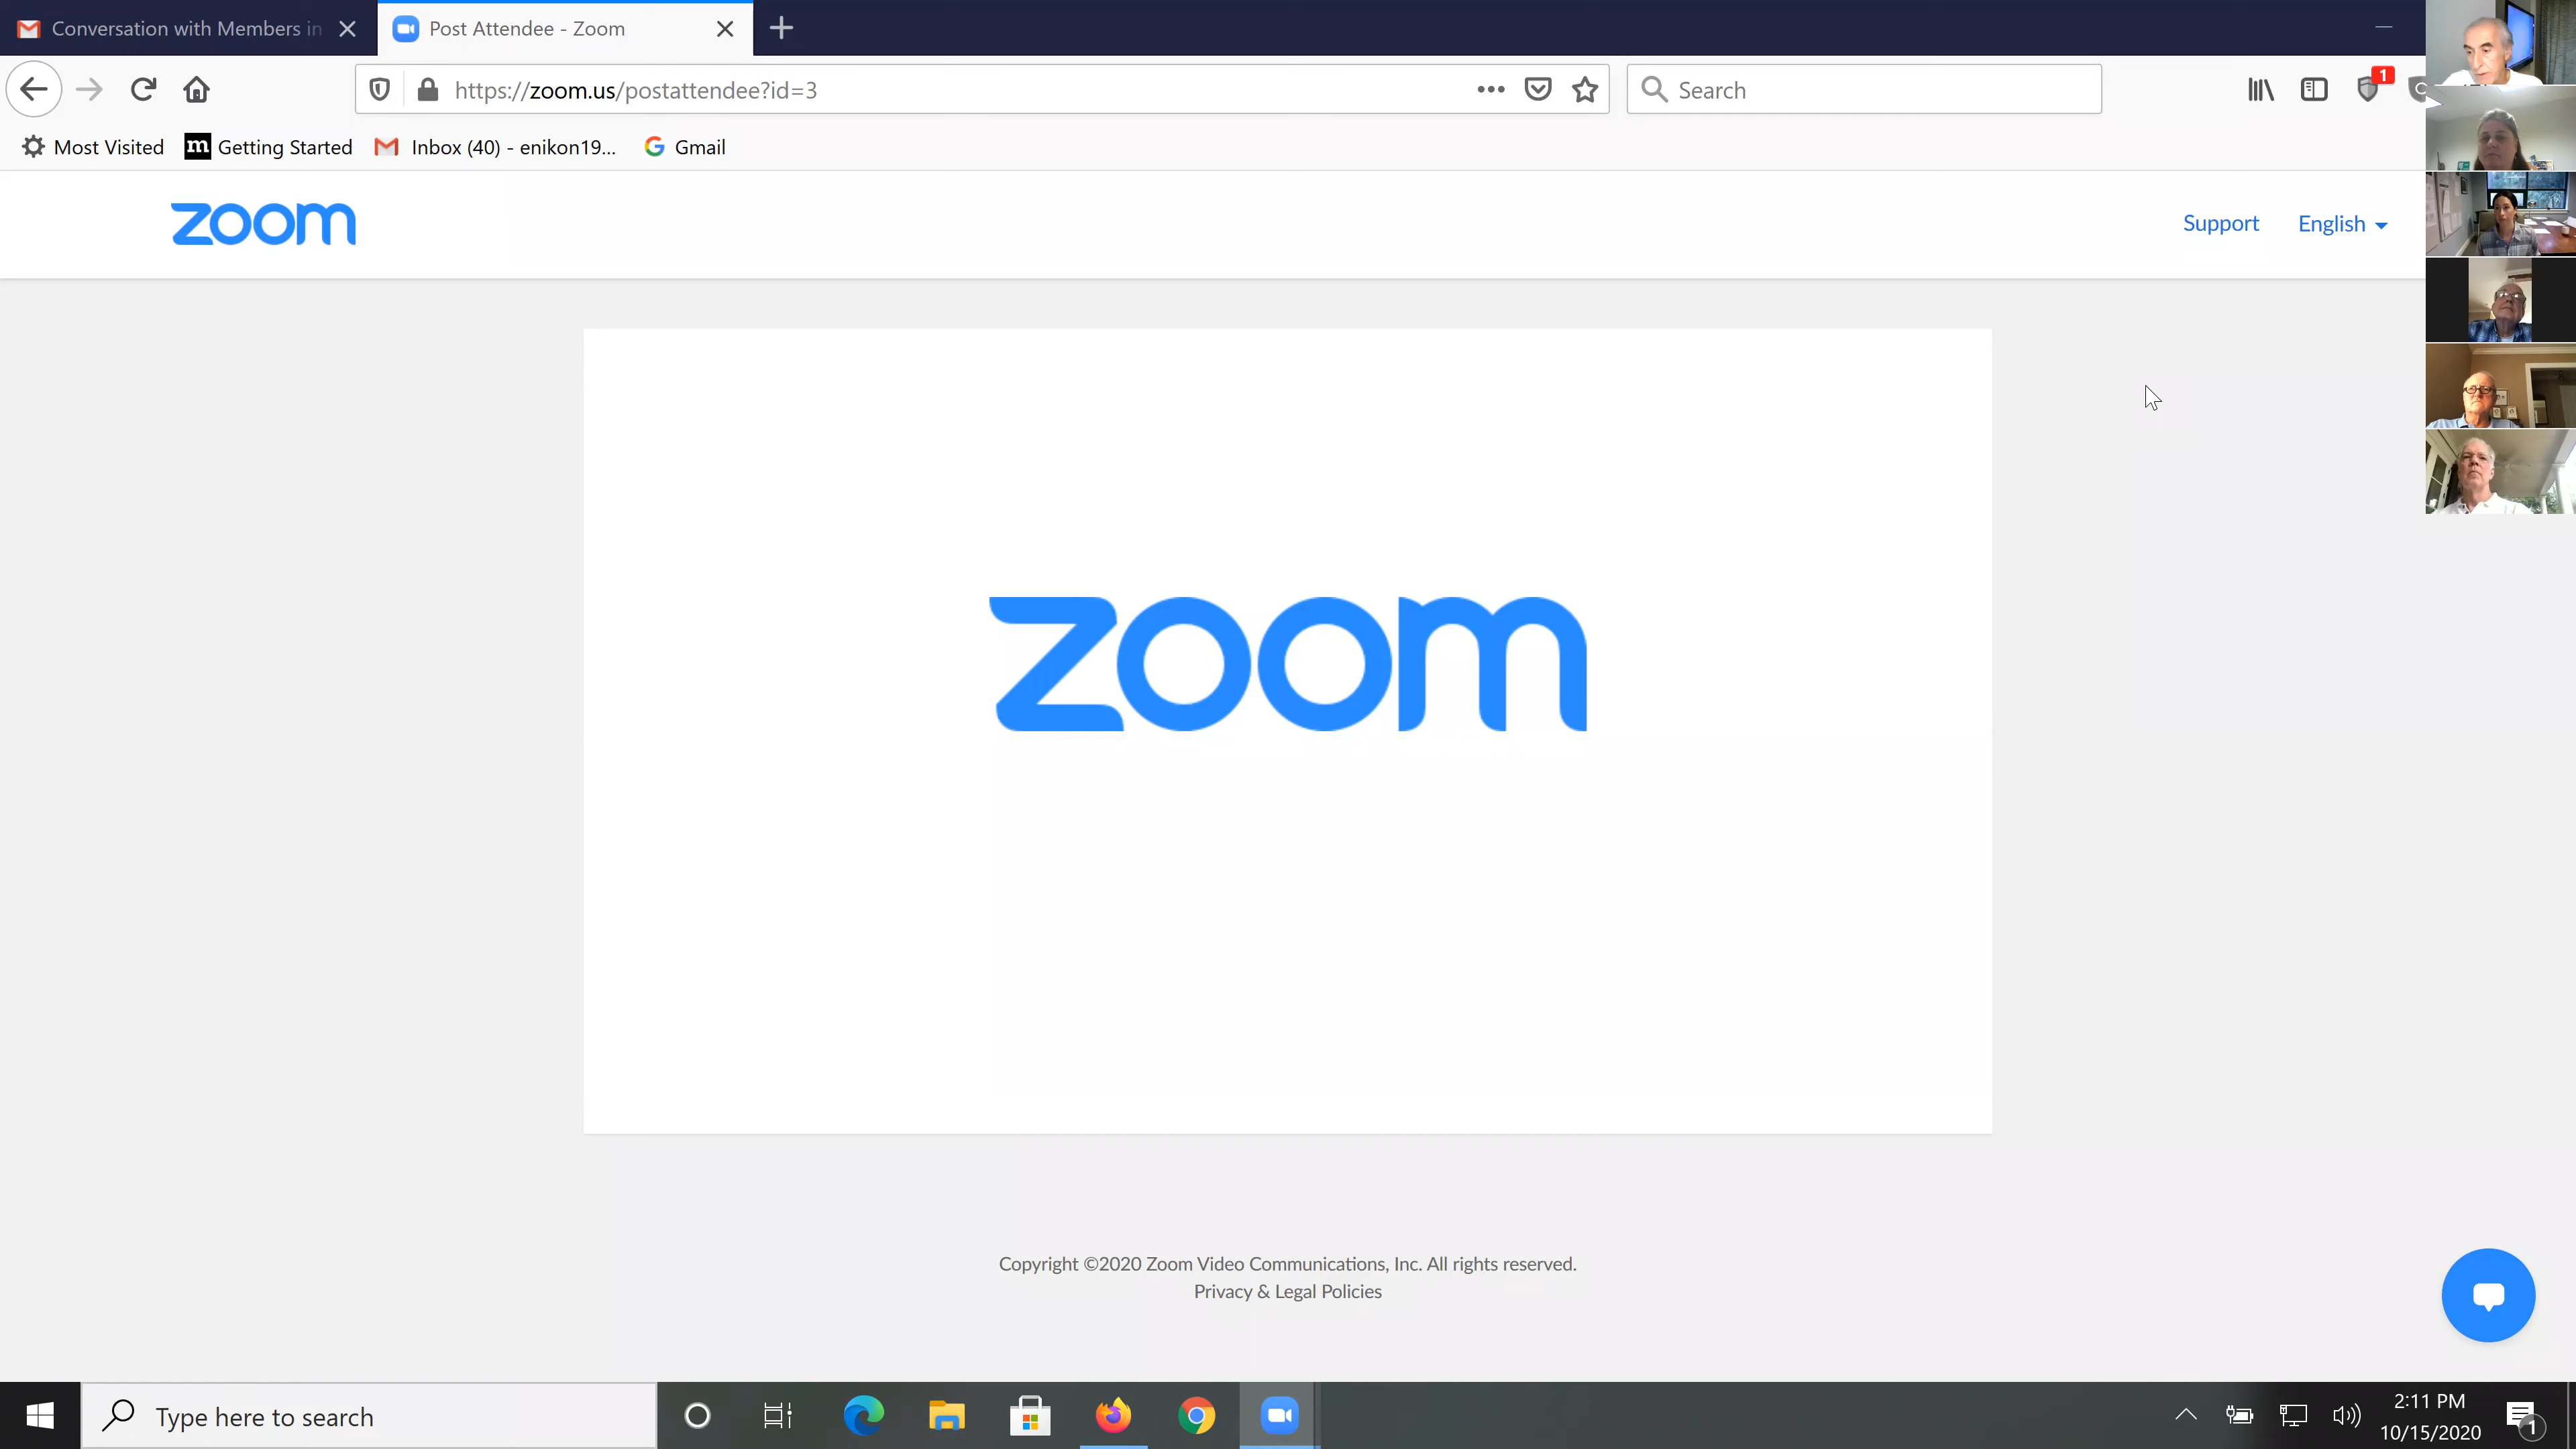 Conversation with Members in
Post Attendee - Zoom
https://zoom.us/postattendee?id=3
Search
1
Most Visited
Getting Started
Inbox (40) - enikon19...
Gmail
zoom
Support
English
zoom
Copyright ©2020 Zoom Video Communications, Inc. All rights reserved.
Privacy & Legal Policies
Type here to search
2:11 PM
10/15/2020
1